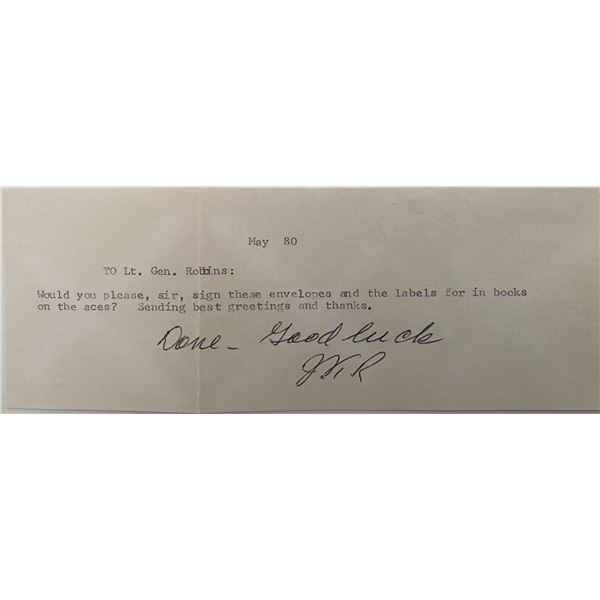 May 80
TO Lt. Gen. Robbins:
Would you please, sir, sign these envelopes and the labels for in books
on the aces? Sending best greetings and thanks.
Done - Good luck
JKR